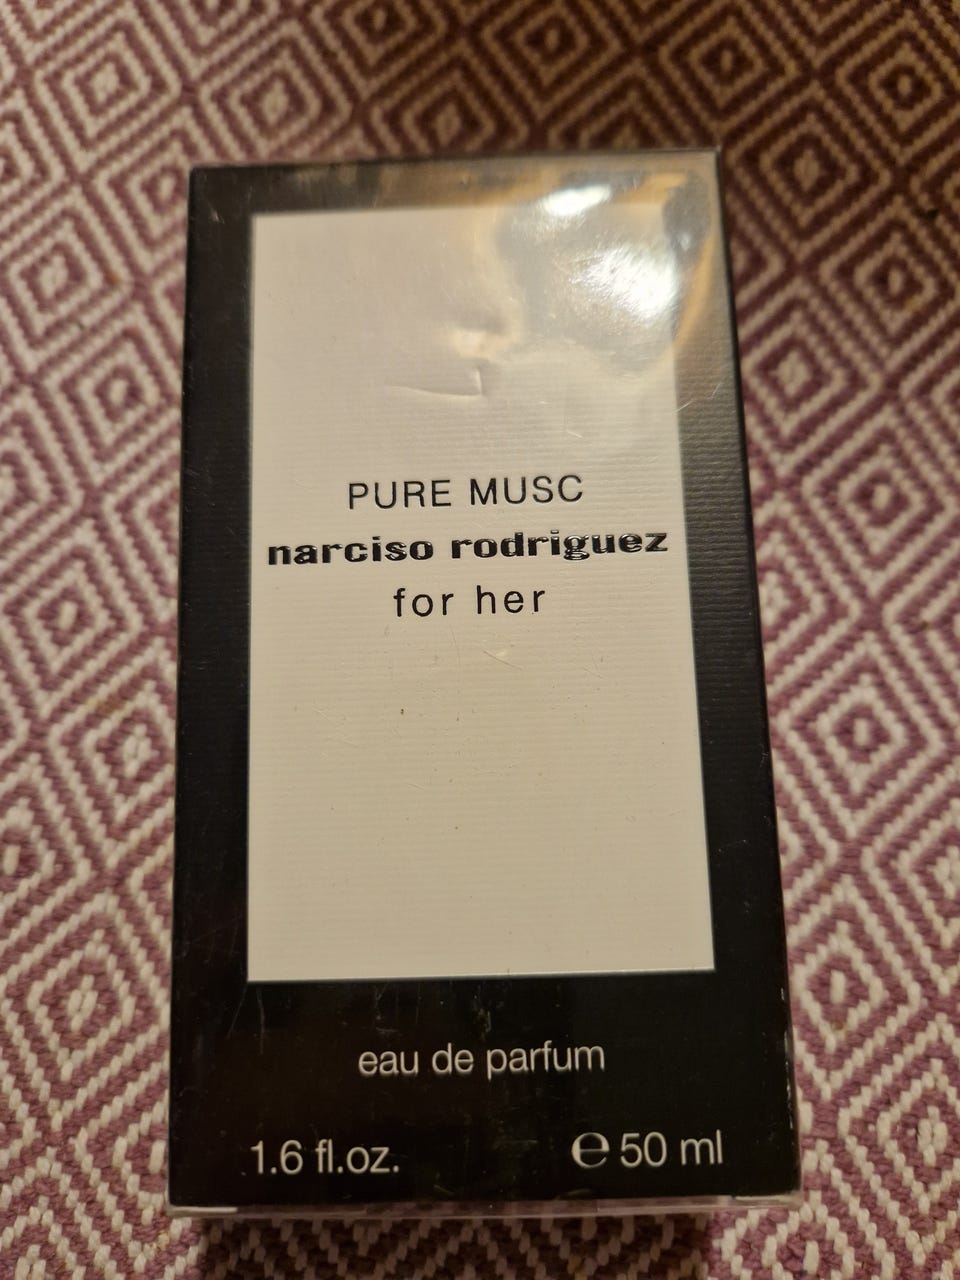 PURE MUSC
narciso rodriguez
for her
eau de parfum
1.6 fl.oz. ℮ 50 ml